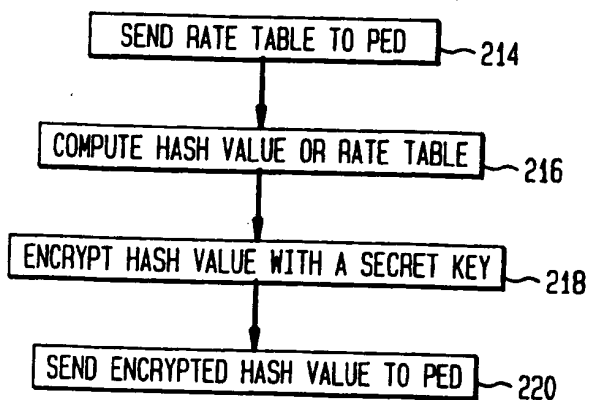 SEND RATE TABLE TO PED
214
COMPUTE HASH VALUE OR RATE TABLE
216
ENCRYPT HASH VALUE WITH A SECRET KEY
218
SEND ENCRYPTED HASH VALUE TO PED
220